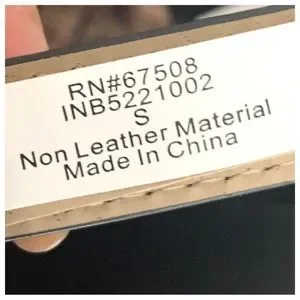 RN#67508
INB5221002
S
Non Leather Material
Made In China